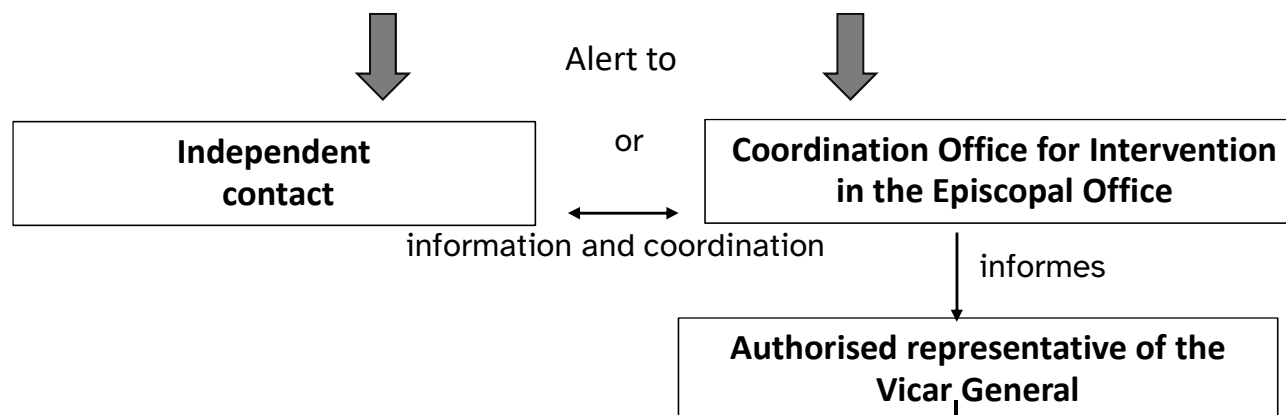 Alert to
Independent
contact
or
Coordination Office for Intervention
in the Episcopal Office
information and coordination
informes
Authorised representative of the
Vicar General